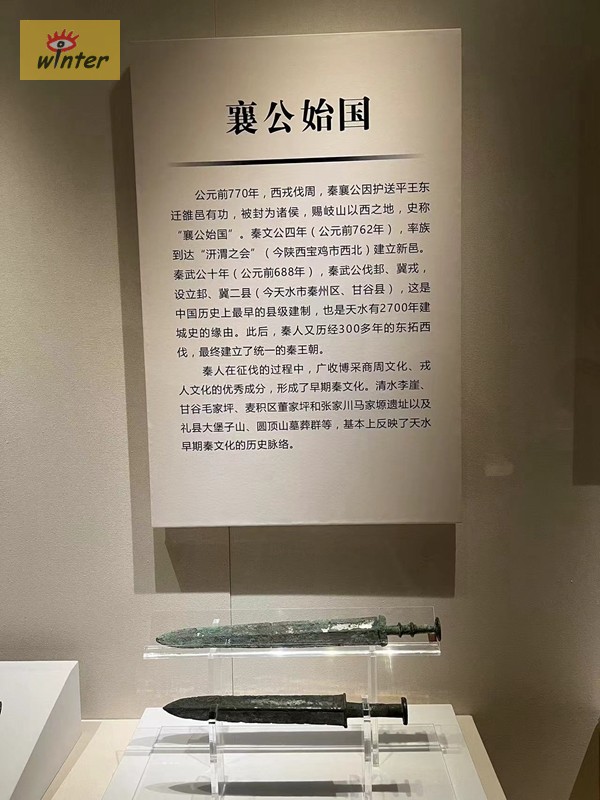 winter
襄公始国
公元前770年，西戎伐周，秦襄公因护送平王东
迁雒邑有功，被封为诸侯，赐岐山以西之地，史称
“襄公始国”。秦文公四年（公元前762年），率族
到达“汧渭之会”（今陕西宝鸡市西北）建立新邑。
秦武公十年（公元前688年），秦武公伐邽、冀戎，
设立邽、冀二县（今天水市秦州区、甘谷县），这是
中国历史上最早的县级建制，也是天水有2700年建
城史的缘由。此后，秦人又历经300多年的东拓西
伐，最终建立了统一的秦王朝。
秦人在征伐的过程中，广收博采商周文化、戎
人文化的优秀成分，形成了早期秦文化。清水李崖、
甘谷毛家坪、麦积区董家坪和张家川马家塬遗址以及
礼县大堡子山、圆顶山墓葬群等，基本上反映了天水
早期秦文化的历史脉络。